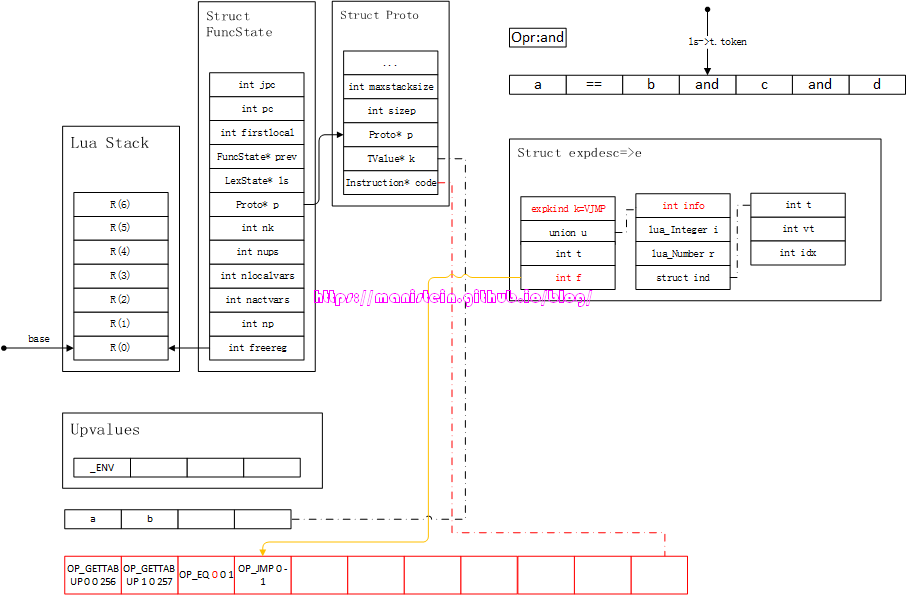 Struct
FuncState
int jpc
int pc
int firstlocal
FuncState* prev
LexState* ls
Proto* p
int nk
int nups
int nlocalvars
int nactvars
int np
int freereg
Struct Proto
...
int maxstacksize
int sizep
Proto* p
TValue* k
Instruction* code
Opr:and
ls->t.token
a == b and c and d
Lua Stack
R(6)
R(5)
R(4)
R(3)
R(2)
R(1)
R(0)
base
Struct expdesc=>e
expkind k=VJMP
union u
int t
int f
int info
lua_Integer i
lua_Number r
struct ind
int t
int vt
int idx
https://manistein.github.io/blog/
Upvalues
_ENV
a b
OP_GETTAB
UP 0 0 256
OP_GETTAB
UP 1 0 257
OP_EQ 0 0 1
OP_JMP 0 -
1